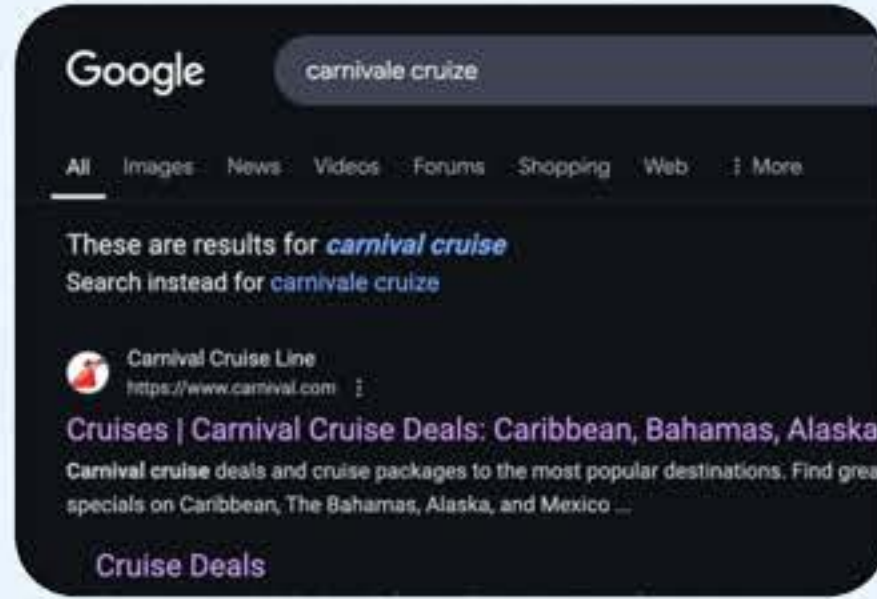 Google
carnivale cruize
All Images News Videos Forums Shopping Web More
These are results for carnival cruise
Search instead for carnivale cruize
Carnival Cruise Line
https://www.carnival.com
Cruises | Carnival Cruise Deals: Caribbean, Bahamas, Alaska
Carnival cruise deals and cruise packages to the most popular destinations. Find grea
specials on Caribbean, The Bahamas, Alaska, and Mexico ...
Cruise Deals